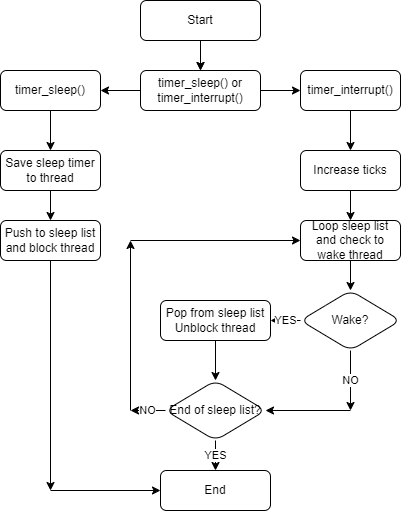 Start
timer_sleep()
timer_sleep() or
timer_interrupt()
timer_interrupt()
Save sleep timer
to thread
Increase ticks
Push to sleep list
and block thread
Loop sleep list
and check to
wake thread
Pop from sleep list
Unblock thread
YES
Wake?
NO
NO
End of sleep list?
YES
End